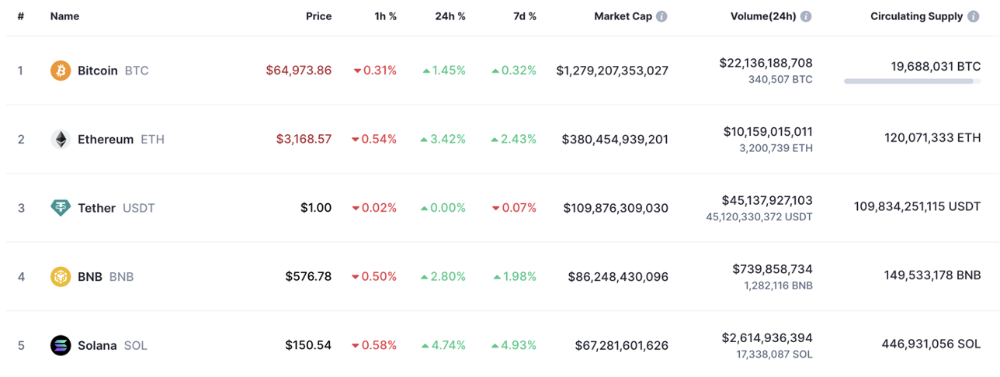 # Name Price 1h % 24h % 7d % Market Cap Volume(24h) Circulating Supply
1 Bitcoin BTC $64,973.86 0.31% 1.45% 0.32% $1,279,207,353,027 $22,136,188,708 19,688,031 BTC
340,507 BTC
2 Ethereum ETH $3,168.57 0.54% 3.42% 2.43% $380,454,939,201 $10,159,015,011 120,071,333 ETH
3,200,739 ETH
3 Tether USDT $1.00 0.02% 0.00% 0.07% $109,876,309,030 $45,137,927,103 109,834,251,115 USDT
45,120,330,372 USDT
4 BNB BNB $576.78 0.50% 2.80% 1.98% $86,248,430,096 $739,858,734 149,533,178 BNB
1,282,116 BNB
5 Solana SOL $150.54 0.58% 4.74% 4.93% $67,281,601,626 $2,614,936,394 446,931,056 SOL
17,338,087 SOL